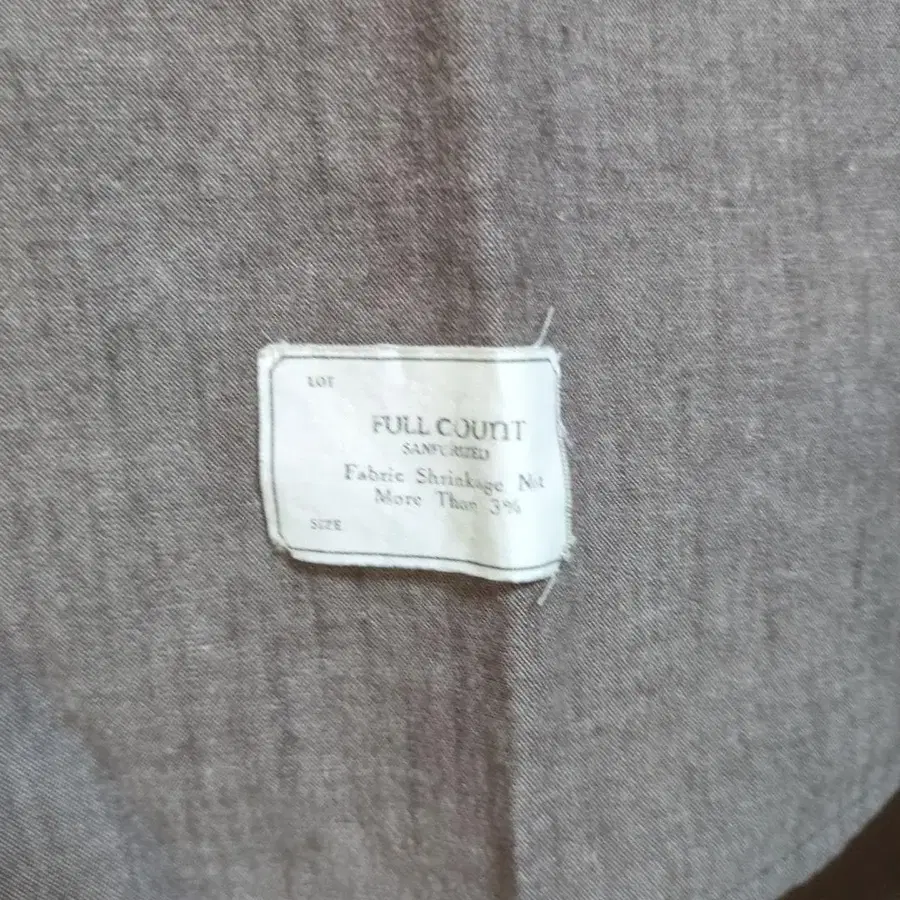 LOT
FULL COUNT
SANFORIZED
Fabric Shrinkage Not
More Than 3%
SIZE